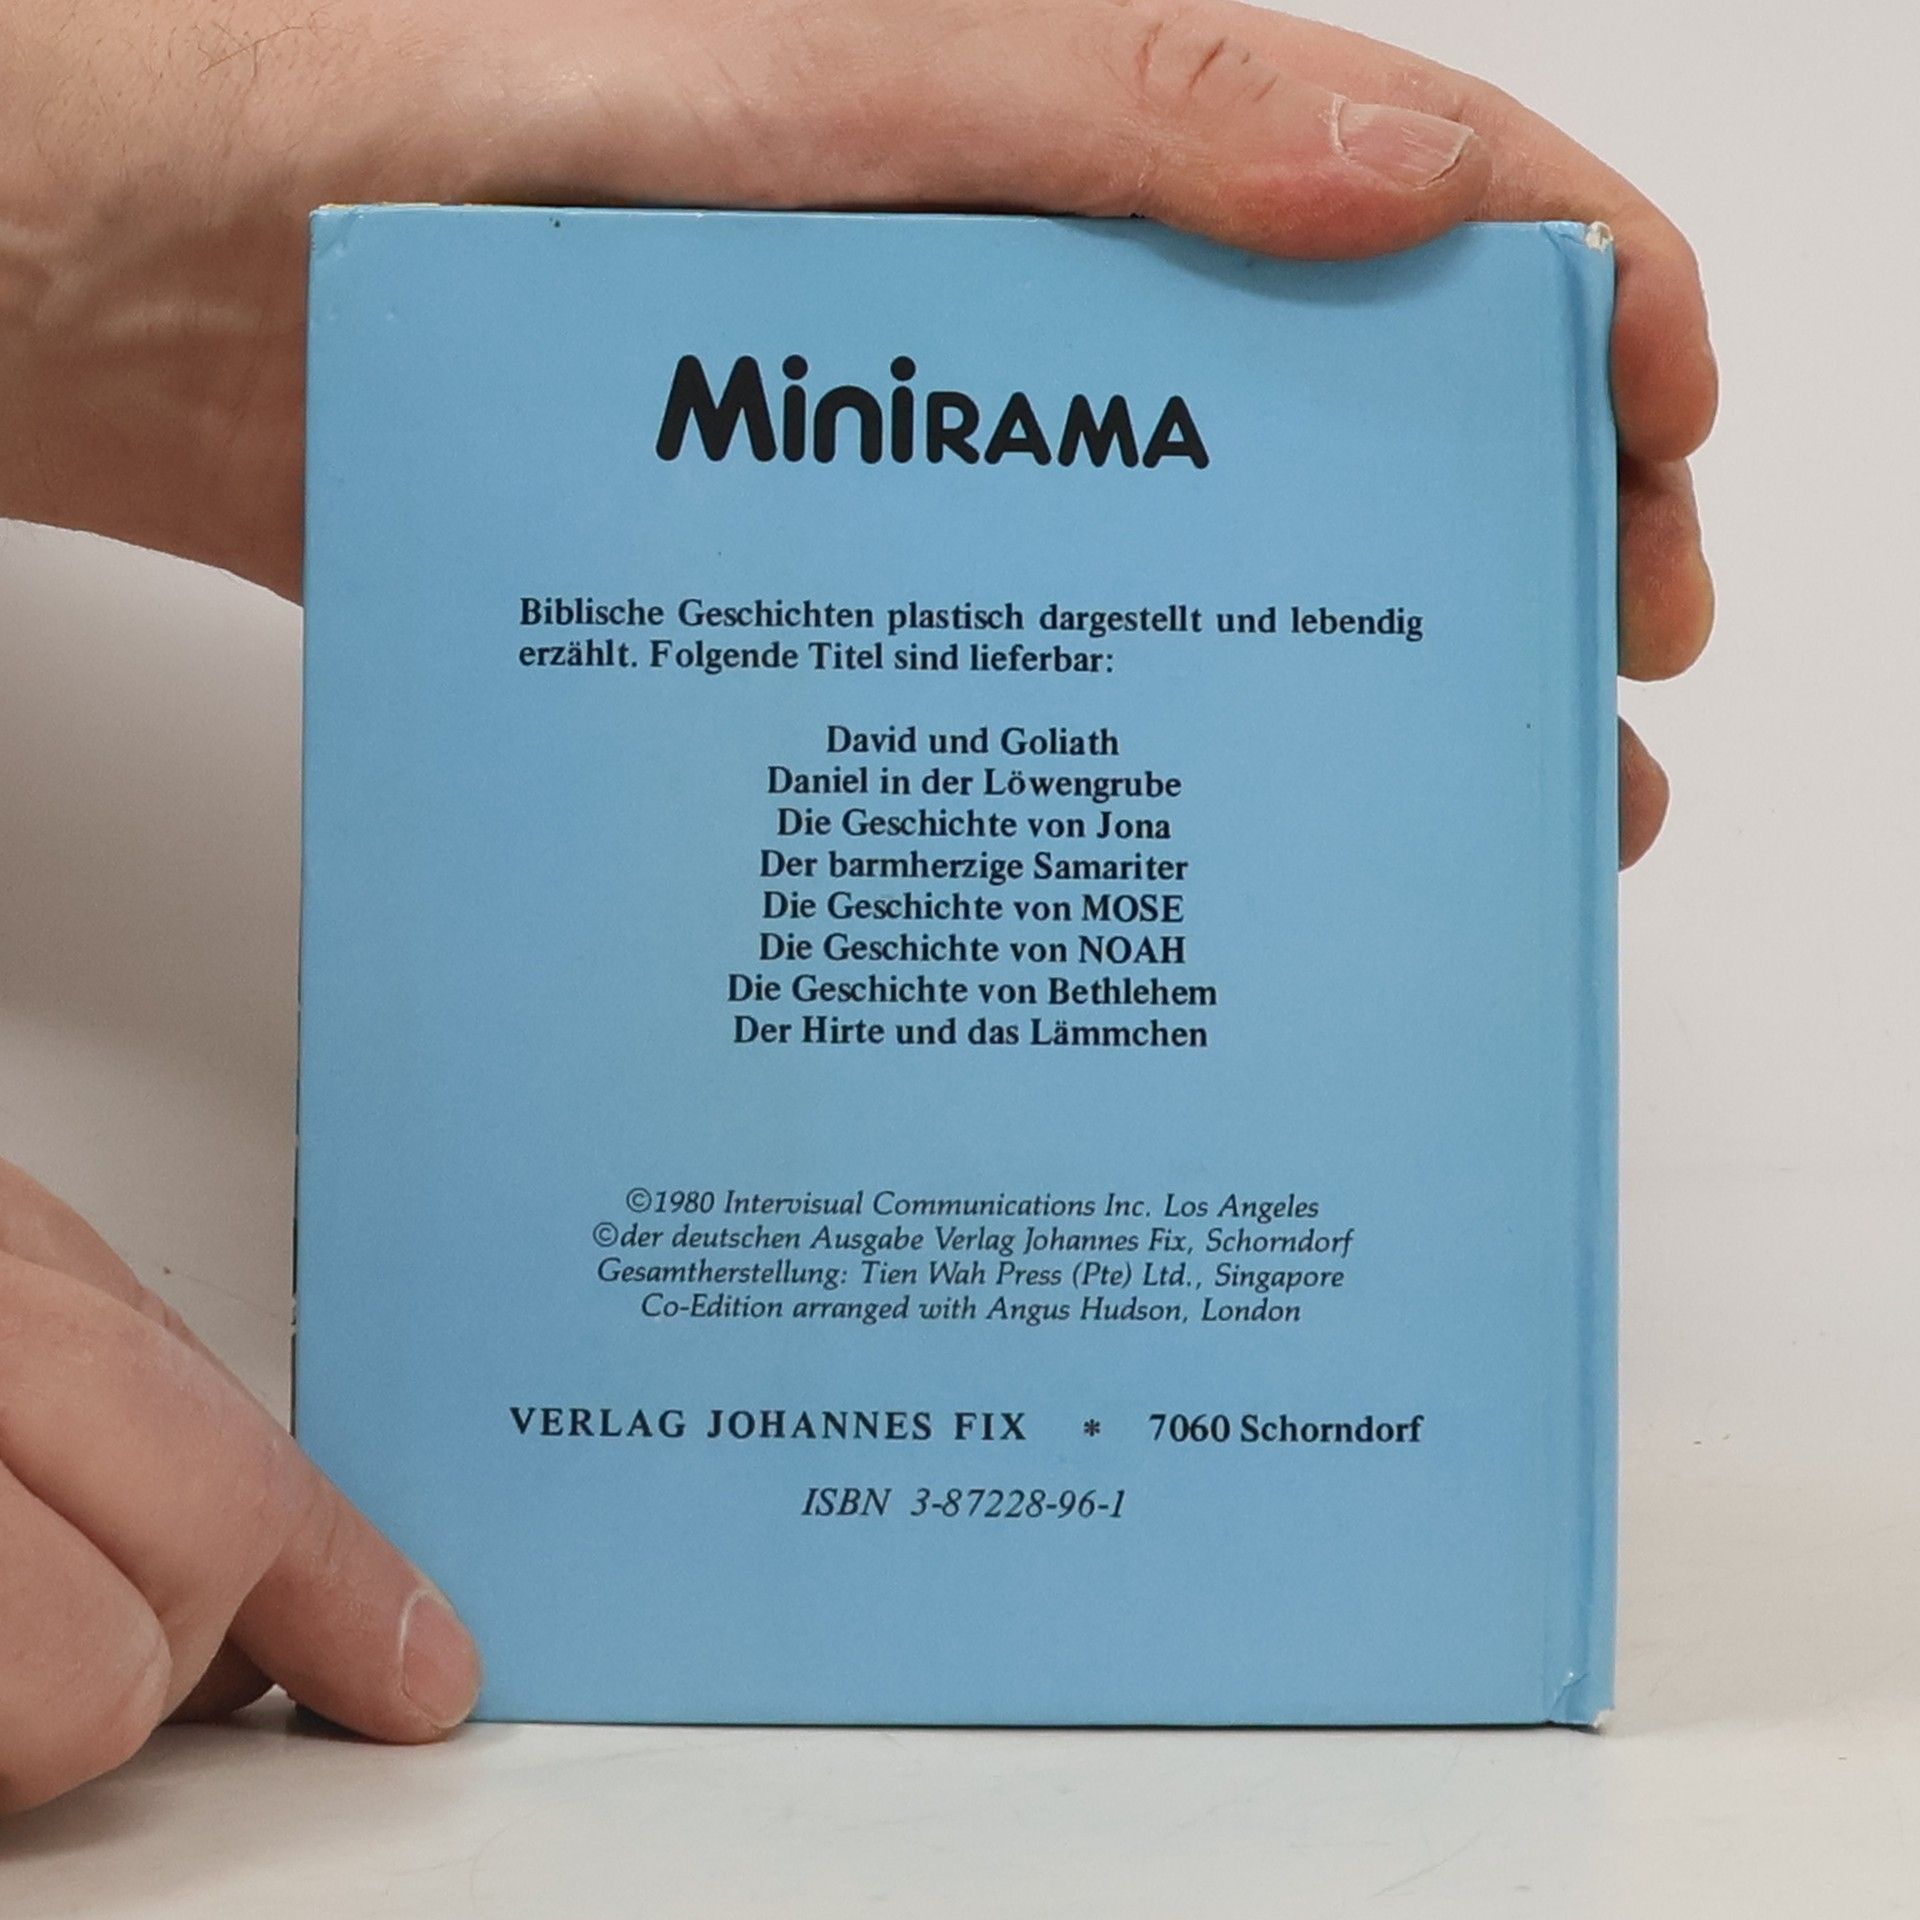 MiniRAMA
Biblische Geschichten plastisch dargestellt und lebendig
erzählt. Folgende Titel sind lieferbar:
David und Goliath
Daniel in der Löwengrube
Die Geschichte von Jona
Der barmherzige Samariter
Die Geschichte von MOSE
Die Geschichte von NOAH
Die Geschichte von Bethlehem
Der Hirte und das Lämmchen
©1980 Intervisual Communications Inc. Los Angeles
©der deutschen Ausgabe Verlag Johannes Fix, Schorndorf
Gesamtherstellung: Tien Wah Press (Pte) Ltd., Singapore
Co-Edition arranged with Angus Hudson, London
VERLAG JOHANNES FIX * 7060 Schorndorf
ISBN 3-87228-96-1